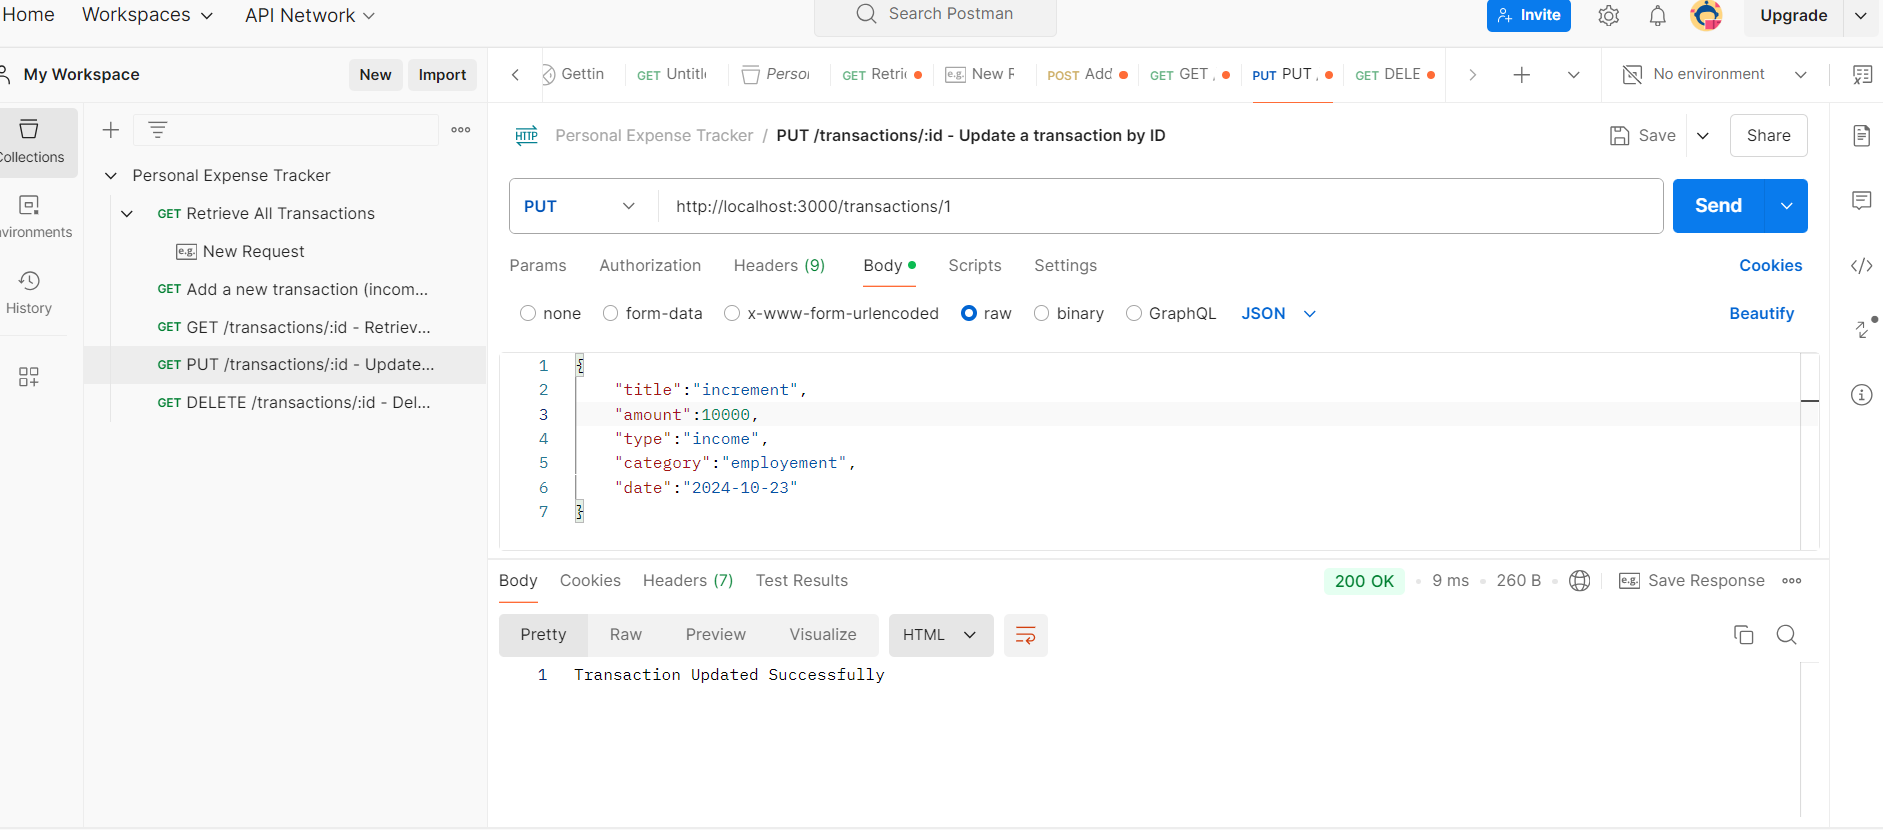 Home Workspaces API Network Search Postman Invite Upgrade
My Workspace New Import Gettin GET Untitl Person GET Retri e.g. New R POST Add GET GET PUT PUT GET DELE No environment
Collections
Personal Expense Tracker / PUT /transactions/:id - Update a transaction by ID Save Share
Personal Expense Tracker
GET Retrieve All Transactions
PUT http://localhost:3000/transactions/1 Send
vironments
e.g. New Request
Params Authorization Headers (9) Body Scripts Settings Cookies
History
GET Add a new transaction (incom...
none form-data x-www-form-urlencoded raw binary GraphQL JSON Beautify
GET GET /transactions/:id - Retriev...
GET PUT /transactions/:id - Update...
GET DELETE /transactions/:id - Del...
1 {
2 "title":"increment",
3 "amount":10000,
4 "type":"income",
5 "category":"employement",
6 "date":"2024-10-23"
7 }
Body Cookies Headers (7) Test Results 200 OK 9 ms 260 B e.g. Save Response
Pretty Raw Preview Visualize HTML
1 Transaction Updated Successfully